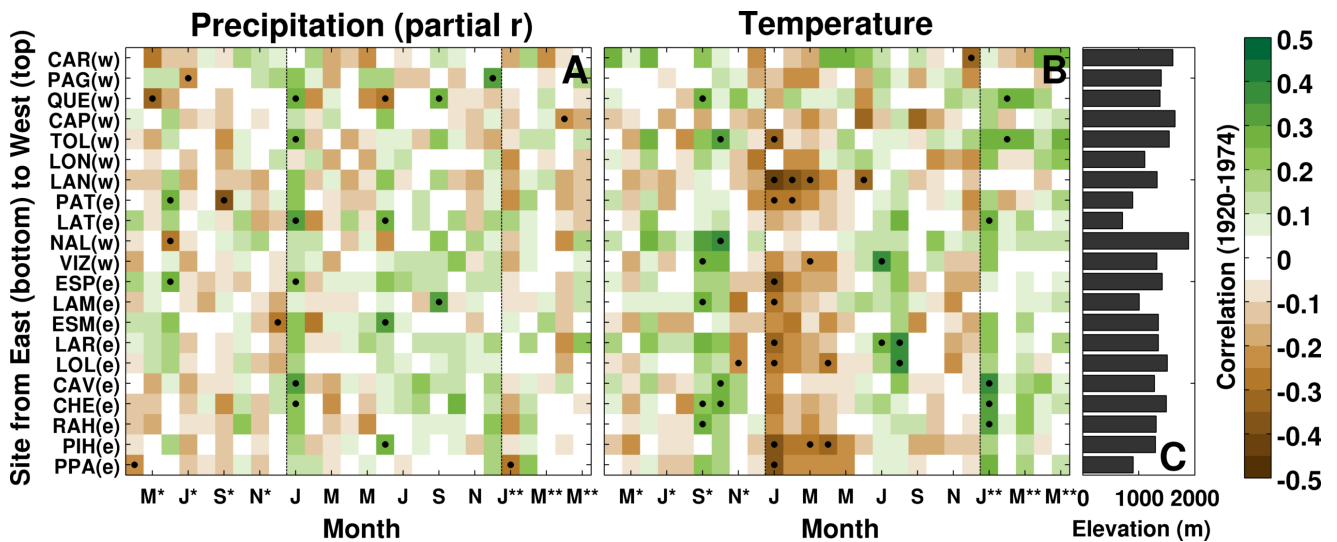 Precipitation (partial r)
Temperature
Site from East (bottom) to West (top)
CAR(w)
PAG(w)
QUE(w)
CAP(w)
TOL(w)
LON(w)
LAN(w)
PAT(e)
LAT(e)
NAL(w)
VIZ(w)
ESP(e)
LAM(e)
ESM(e)
LAR(e)
LOL(e)
CAV(e)
CHE(e)
RAH(e)
PIH(e)
PPA(e)
A
B
C
M* J* S* N* J M M J S N J** M** M**
Month
M* J* S* N* J M M J S N J** M** M**
Month
0 1000 2000
Elevation (m)
0.5
0.4
0.3
0.2
0.1
0
-0.1
-0.2
-0.3
-0.4
-0.5
Correlation (1920-1974)